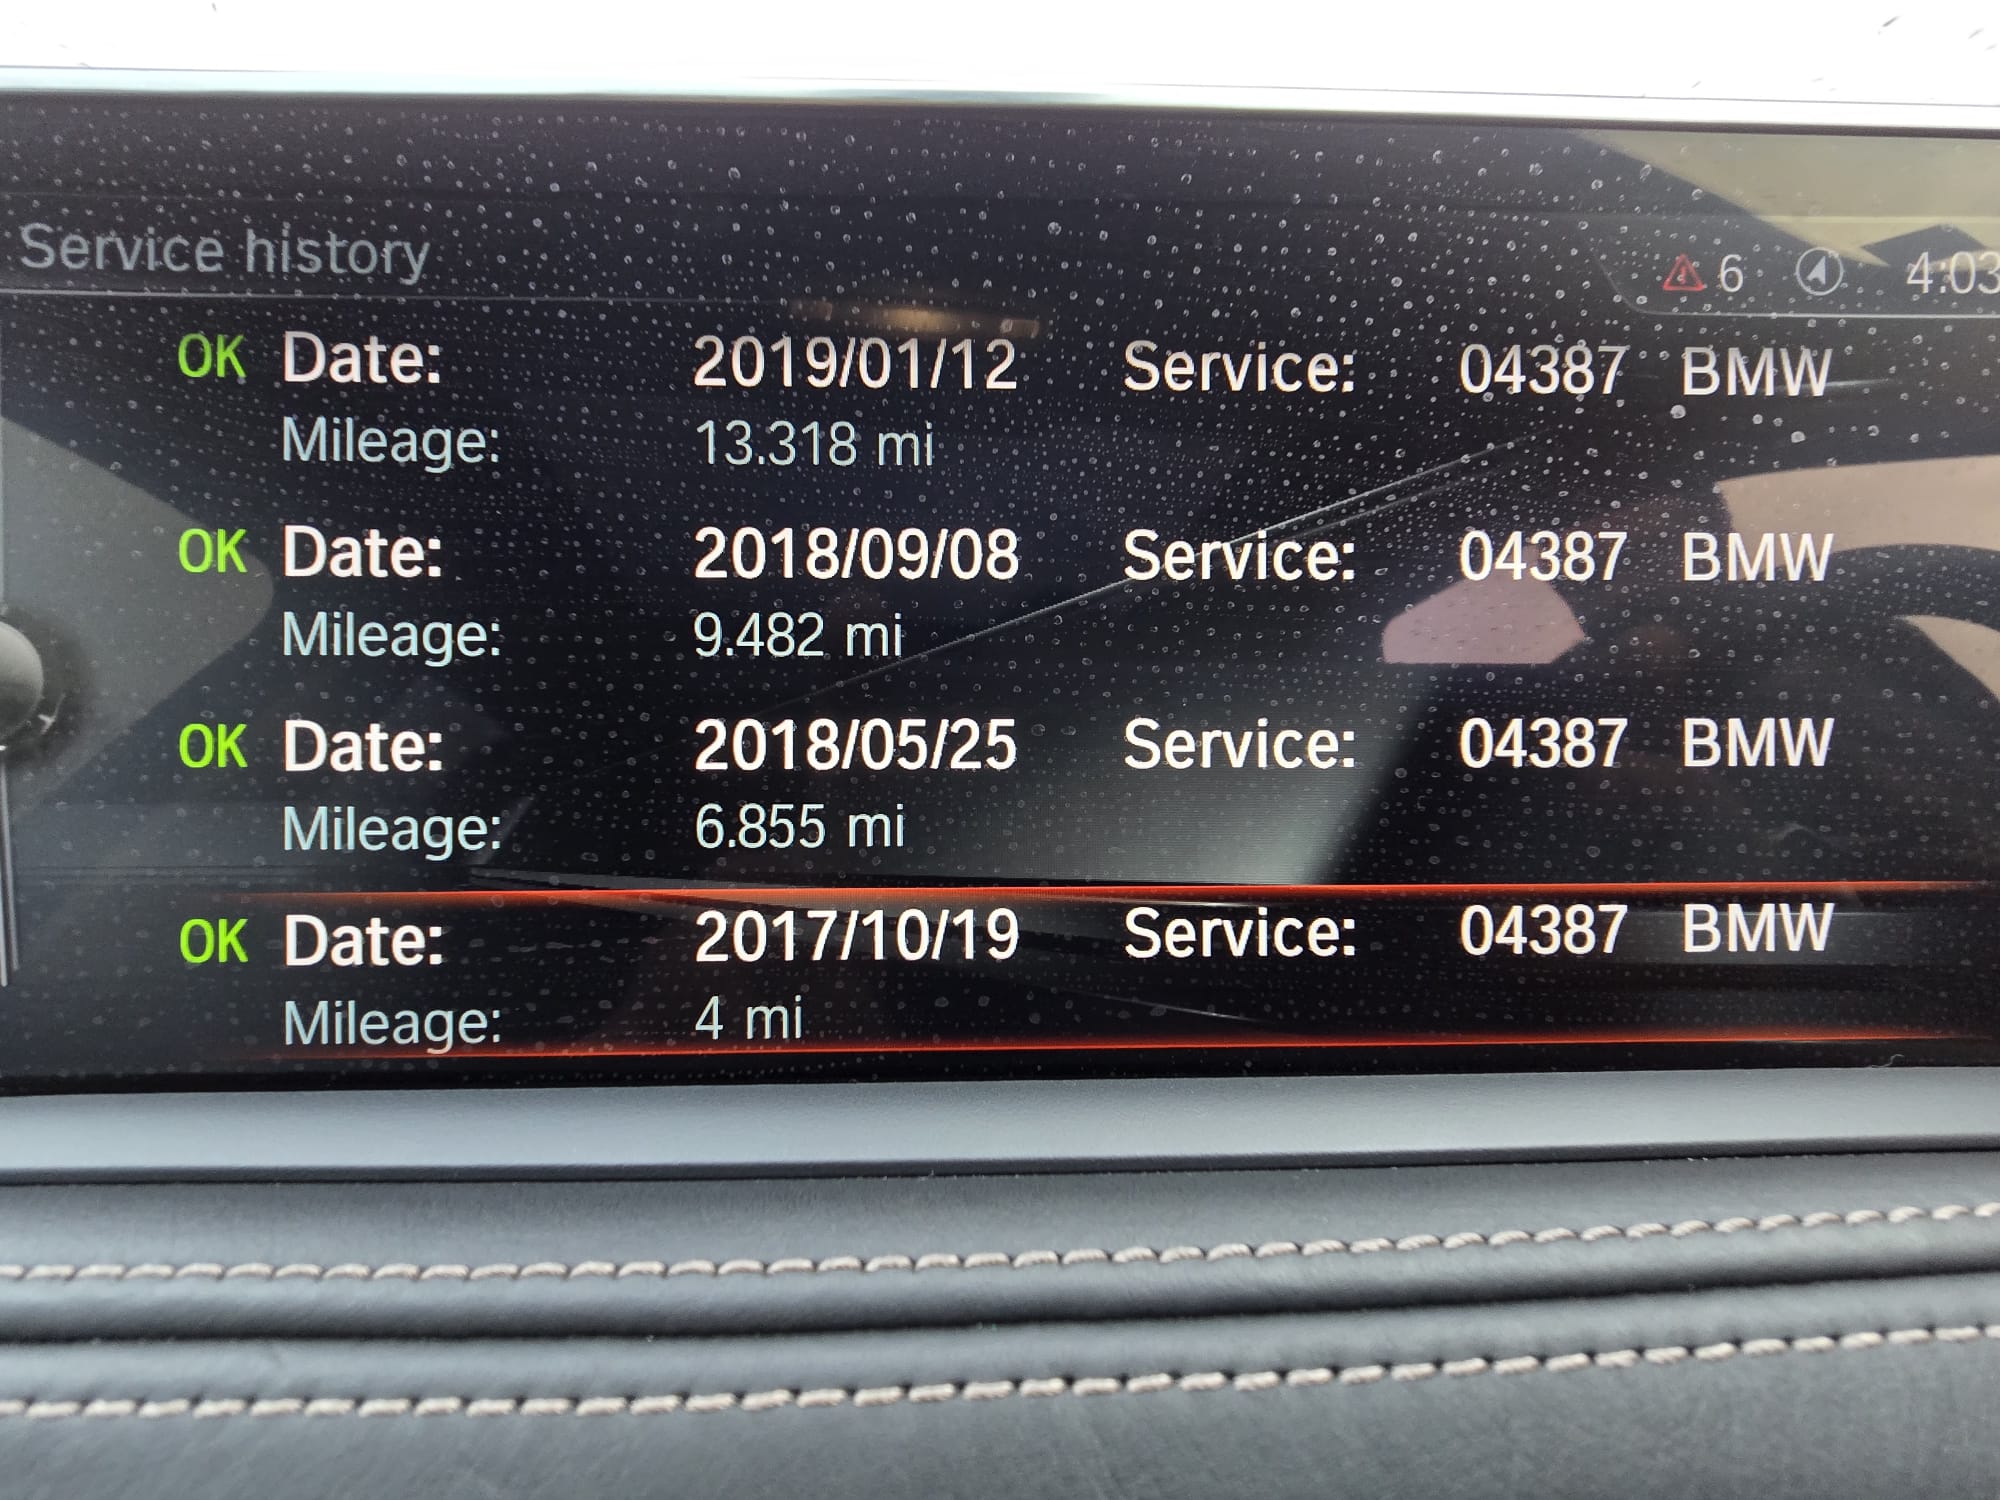 Service history
6 4:03
OK Date: 2019/01/12 Service: 04387 BMW
Mileage: 13.318 mi
OK Date: 2018/09/08 Service: 04387 BMW
Mileage: 9.482 mi
OK Date: 2018/05/25 Service: 04387 BMW
Mileage: 6.855 mi
OK Date: 2017/10/19 Service: 04387 BMW
Mileage: 4 mi